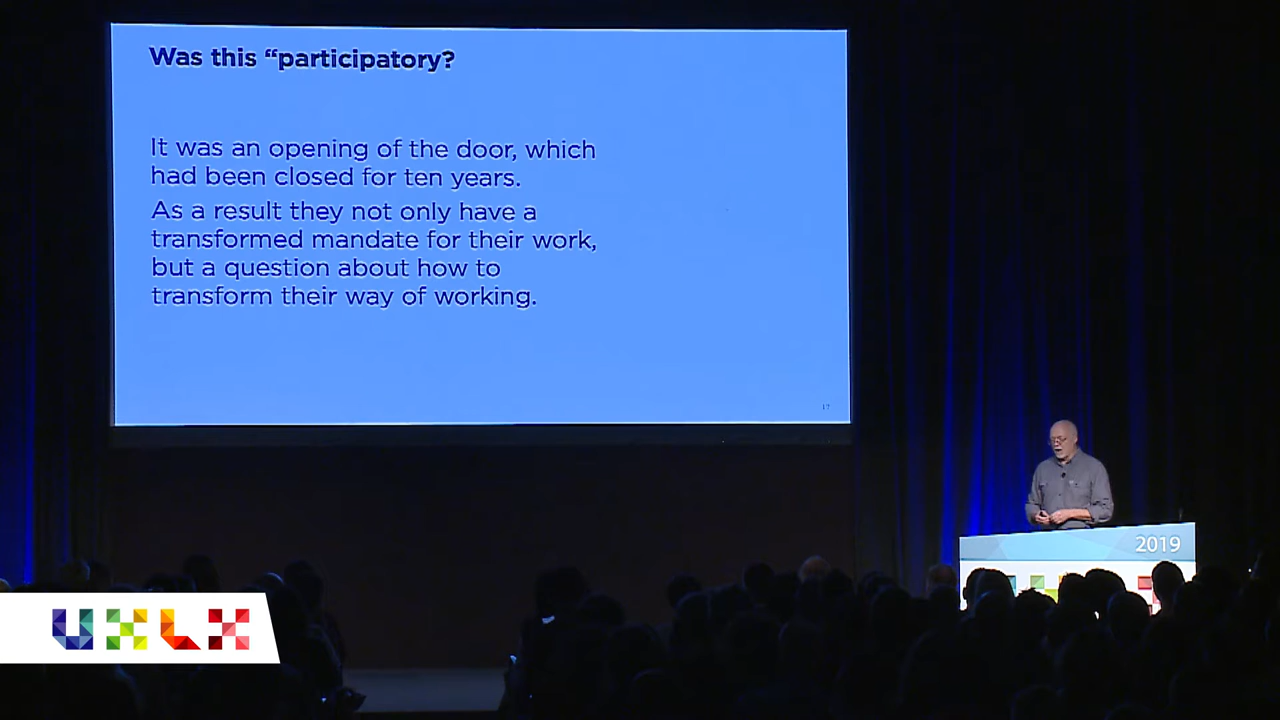 Was this “participatory?
It was an opening of the door, which
had been closed for ten years.
As a result they not only have a
transformed mandate for their work,
but a question about how to
transform their way of working.
17
2019
UXLX